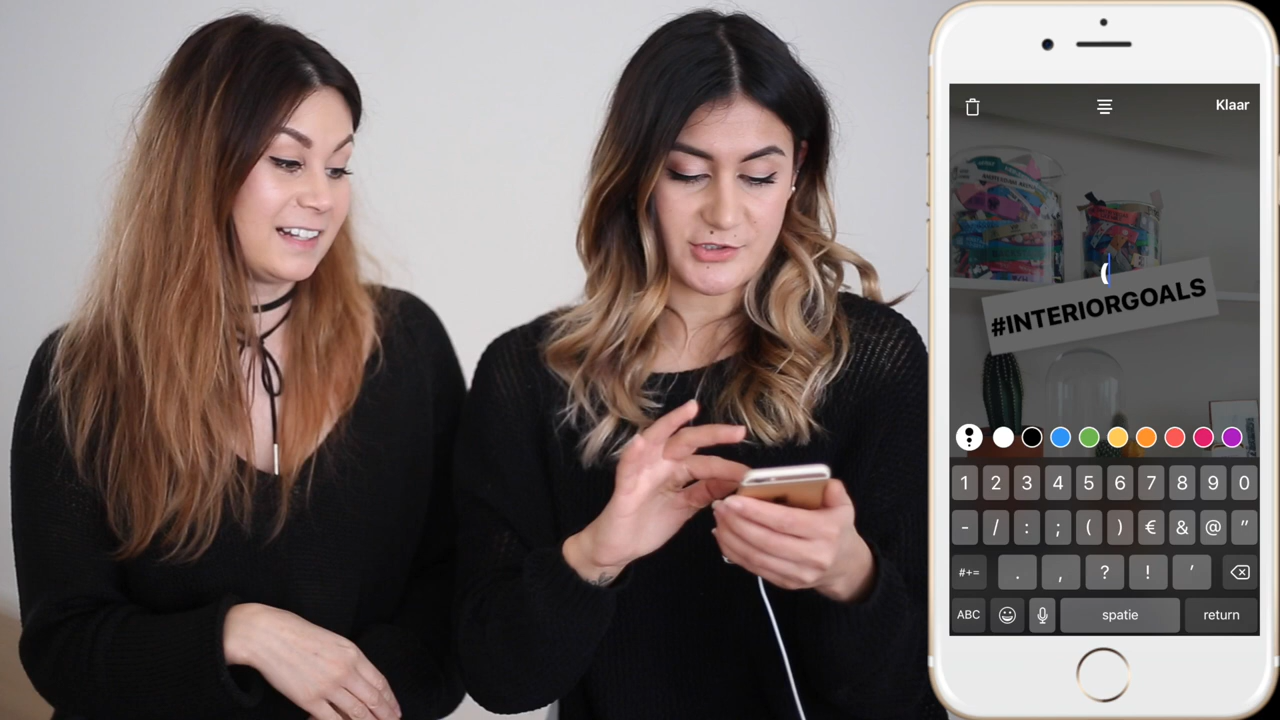 Klaar
(
#INTERIORGOALS
1 2 3 4 5 6 7 8 9 0
- / : ; ( ) € & @ "
#+= . , ? ! '
ABC spatie return